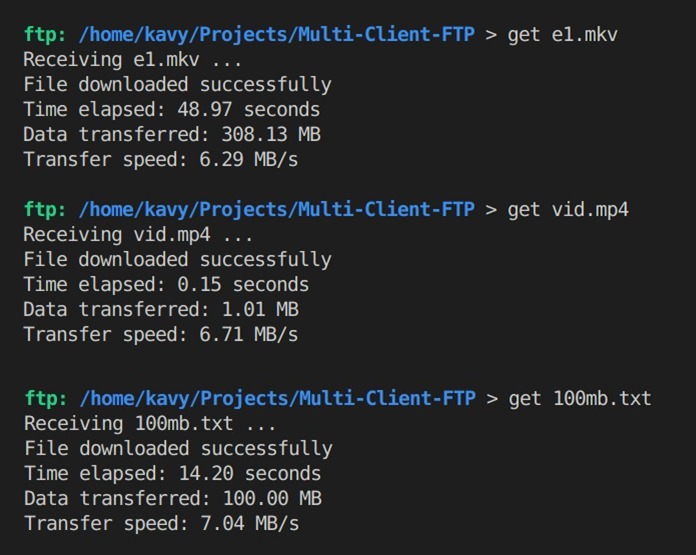 ftp: /home/kavy/Projects/Multi-Client-FTP > get e1.mkv
Receiving e1.mkv ...
File downloaded successfully
Time elapsed: 48.97 seconds
Data transferred: 308.13 MB
Transfer speed: 6.29 MB/s
ftp: /home/kavy/Projects/Multi-Client-FTP > get vid.mp4
Receiving vid.mp4 ...
File downloaded successfully
Time elapsed: 0.15 seconds
Data transferred: 1.01 MB
Transfer speed: 6.71 MB/s
ftp: /home/kavy/Projects/Multi-Client-FTP > get 100mb.txt
Receiving 100mb.txt ...
File downloaded successfully
Time elapsed: 14.20 seconds
Data transferred: 100.00 MB
Transfer speed: 7.04 MB/s